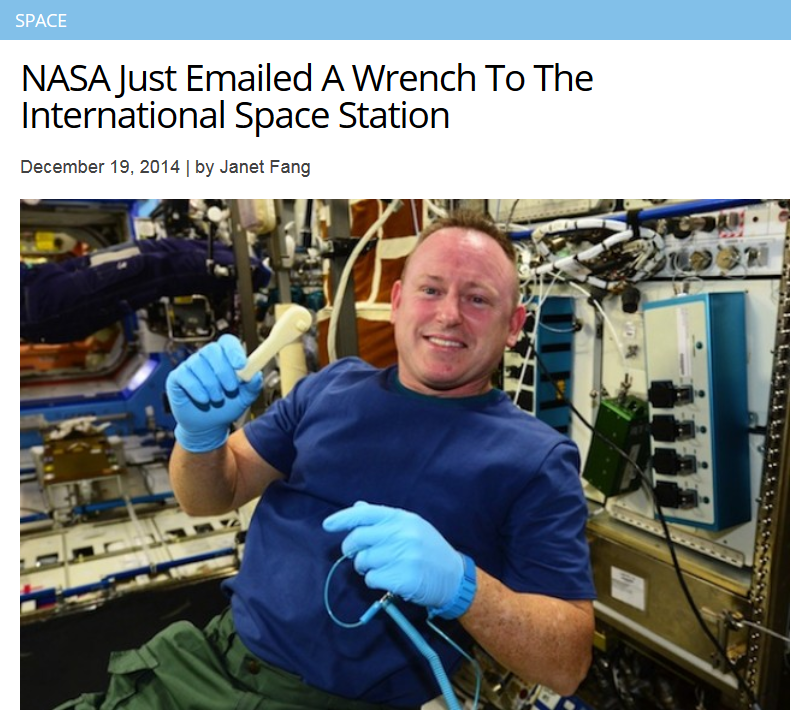 SPACE
NASA Just Emailed A Wrench To The
International Space Station
December 19, 2014 | by Janet Fang